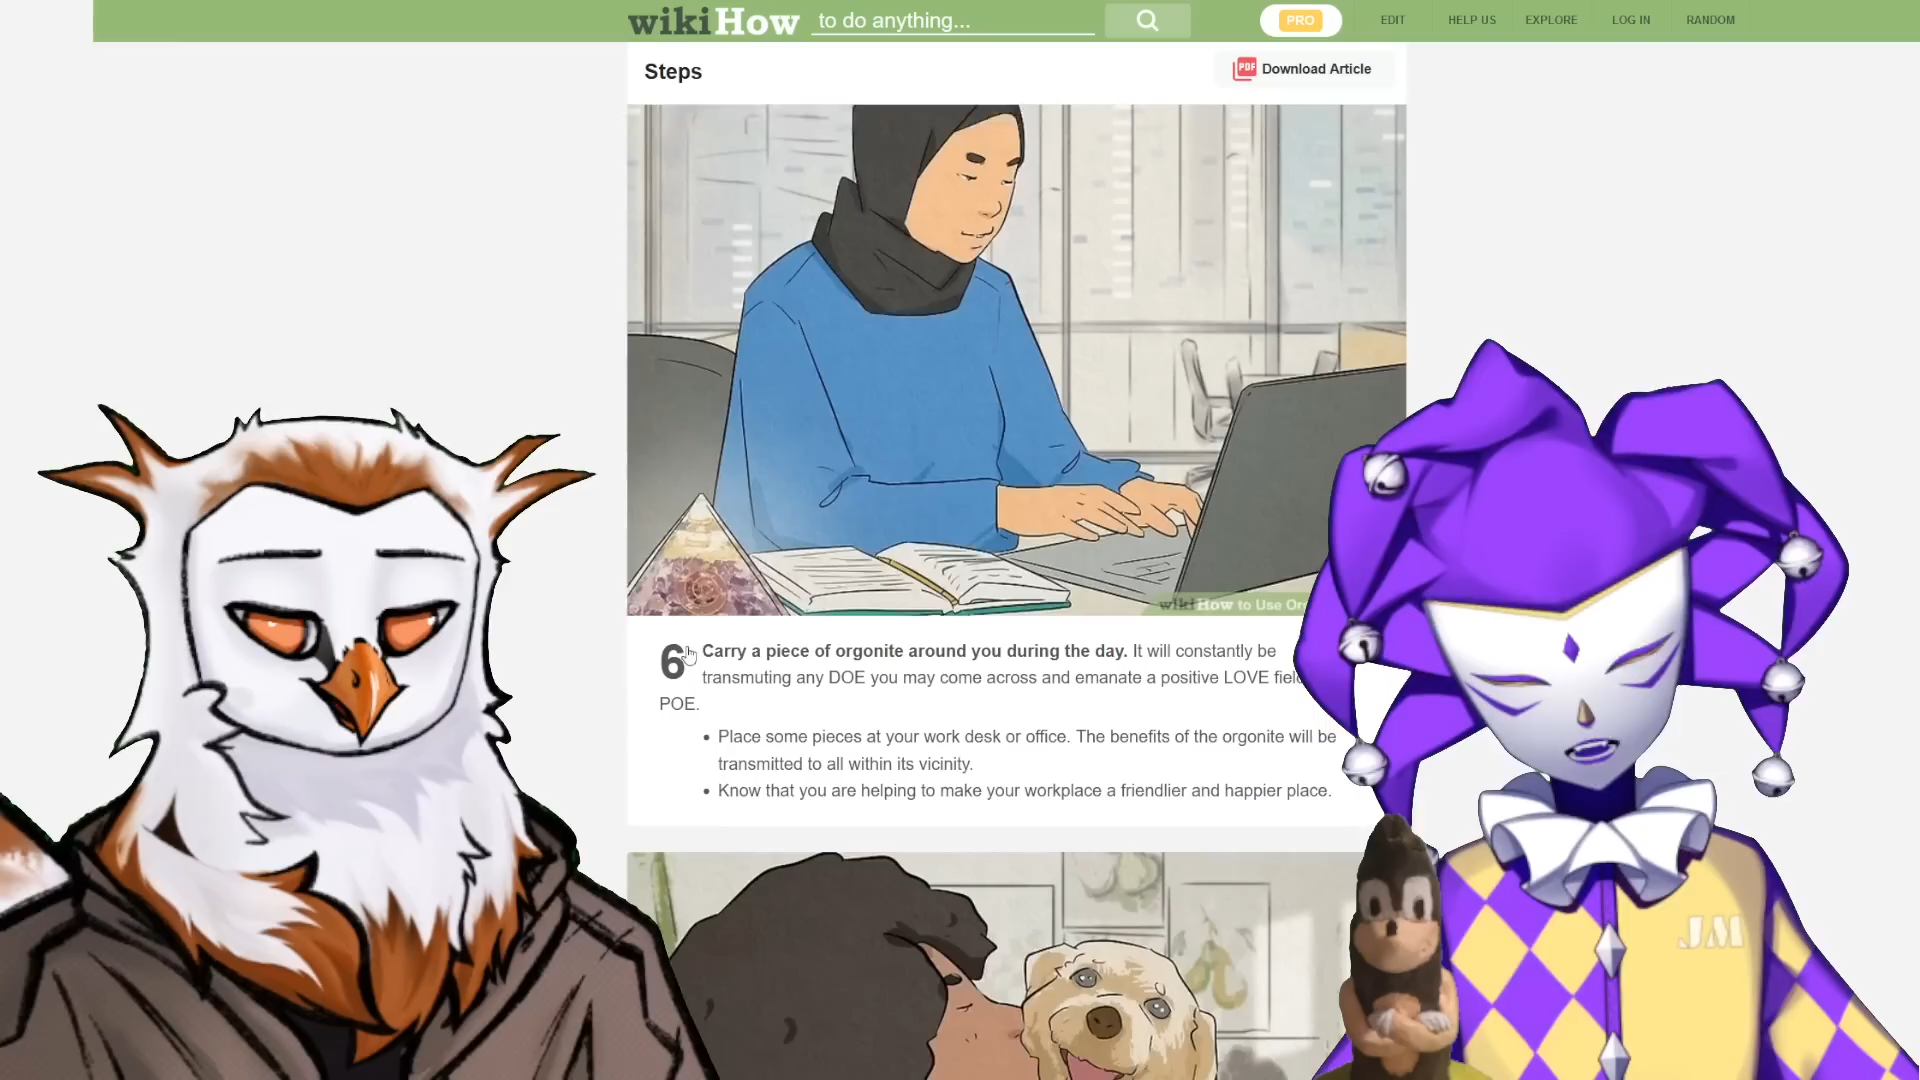 wikiHow to do anything... PRO EDIT HELP US EXPLORE LOG IN RANDOM
Steps PDF Download Article
wikiHow to Use
6 Carry a piece of orgonite around you during the day. It will constantly be
transmuting any DOE you may come across and emanate a positive LOVE
POE.
• Place some pieces at your work desk or office. The benefits of the orgonite will be
transmitted to all within its vicinity.
• Know that you are helping to make your workplace a friendlier and happier place.
JM